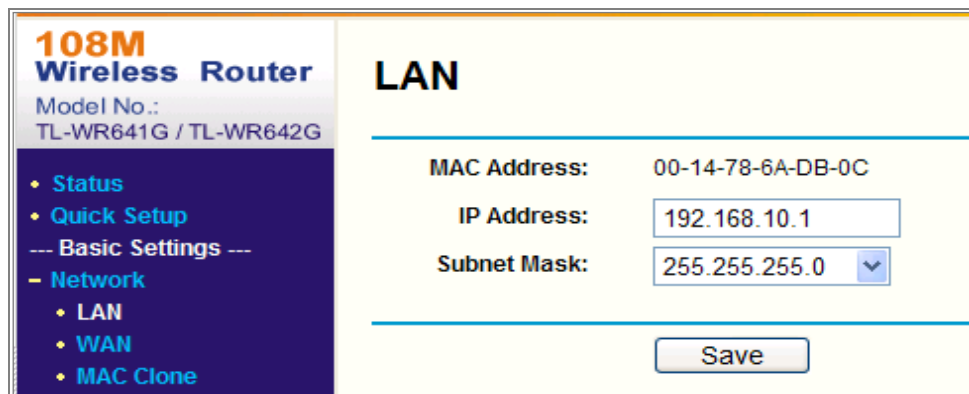 108M
Wireless Router
Model No.:
TL-WR641G / TL-WR642G
• Status
• Quick Setup
--- Basic Settings ---
– Network
• LAN
• WAN
• MAC Clone
LAN
MAC Address: 00-14-78-6A-DB-0C
IP Address: 192.168.10.1
Subnet Mask: 255.255.255.0
Save